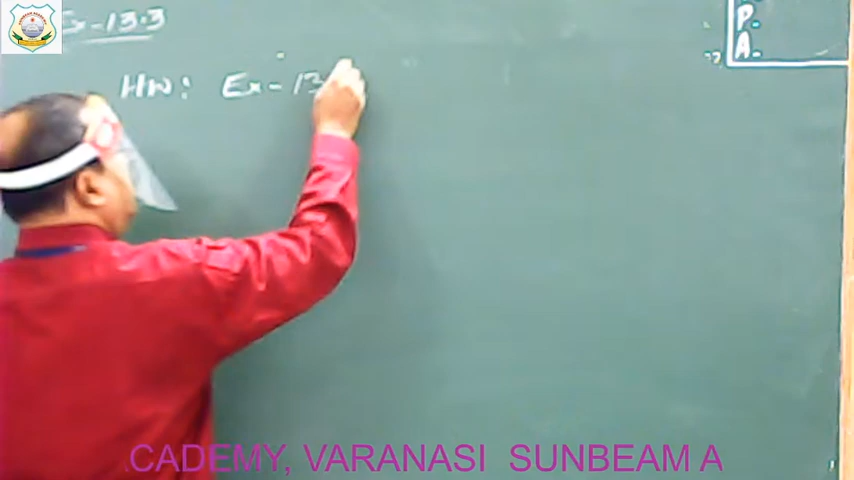 Ex-13.3
HW: Ex-13
P.
A.
CADEMY, VARANASI SUNBEAM A